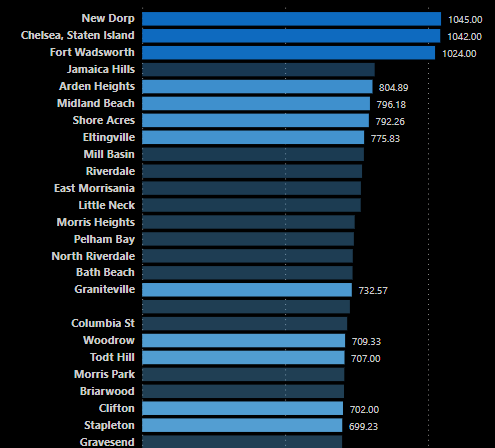 New Dorp 1045.00
Chelsea, Staten Island 1042.00
Fort Wadsworth 1024.00
Jamaica Hills
Arden Heights 804.89
Midland Beach 796.18
Shore Acres 792.26
Eltingville 775.83
Mill Basin
Riverdale
East Morrisania
Little Neck
Morris Heights
Pelham Bay
North Riverdale
Bath Beach
Graniteville 732.57
Columbia St
Woodrow 709.33
Todt Hill 707.00
Morris Park
Briarwood
Clifton 702.00
Stapleton 699.23
Gravesend